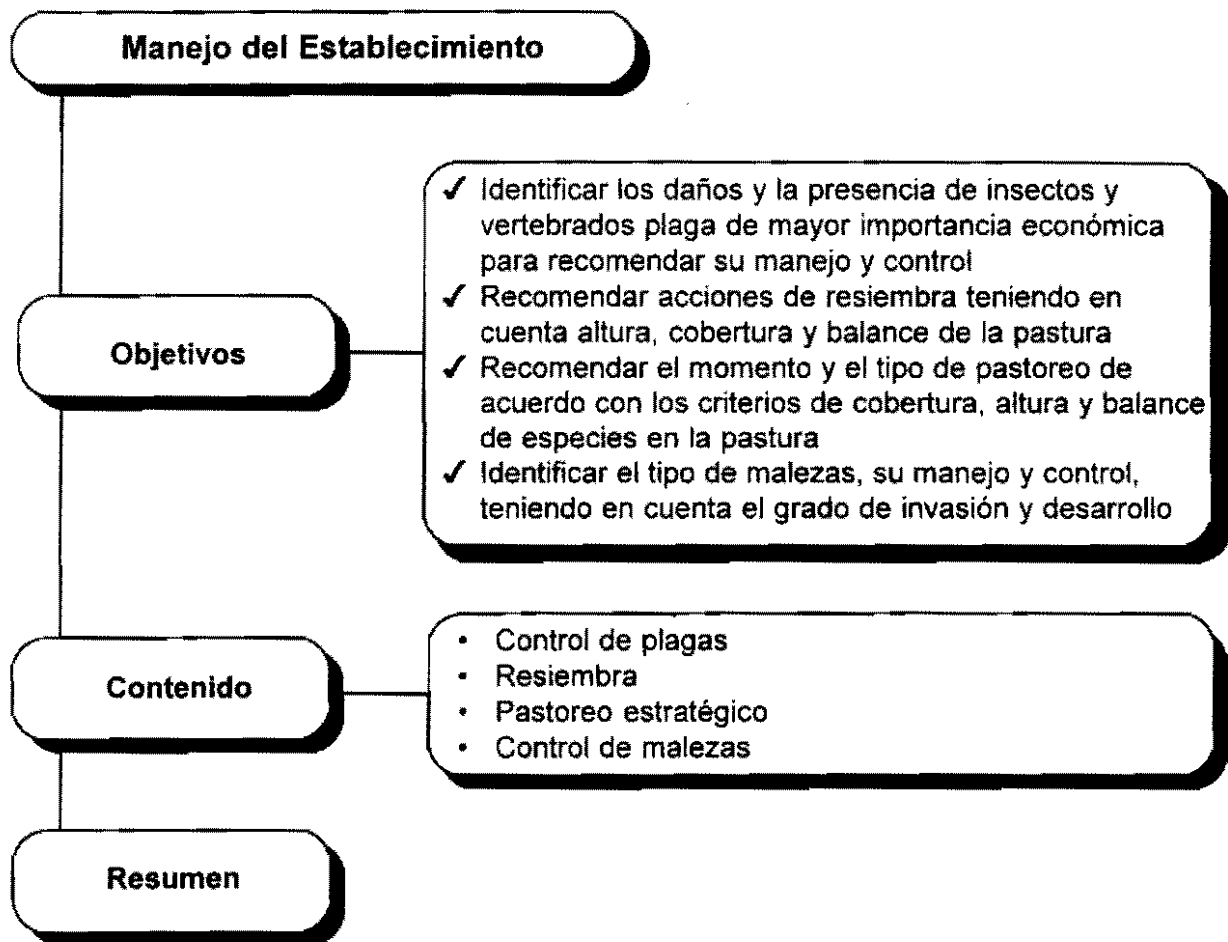 Manejo del Establecimiento
✓ Identificar los daños y la presencia de insectos y
vertebrados plaga de mayor importancia económica
para recomendar su manejo y control
✓ Recomendar acciones de resiembra teniendo en
cuenta altura, cobertura y balance de la pastura
✓ Recomendar el momento y el tipo de pastoreo de
acuerdo con los criterios de cobertura, altura y balance
de especies en la pastura
✓ Identificar el tipo de malezas, su manejo y control,
teniendo en cuenta el grado de invasión y desarrollo
Objetivos
• Control de plagas
• Resiembra
• Pastoreo estratégico
• Control de malezas
Contenido
Resumen